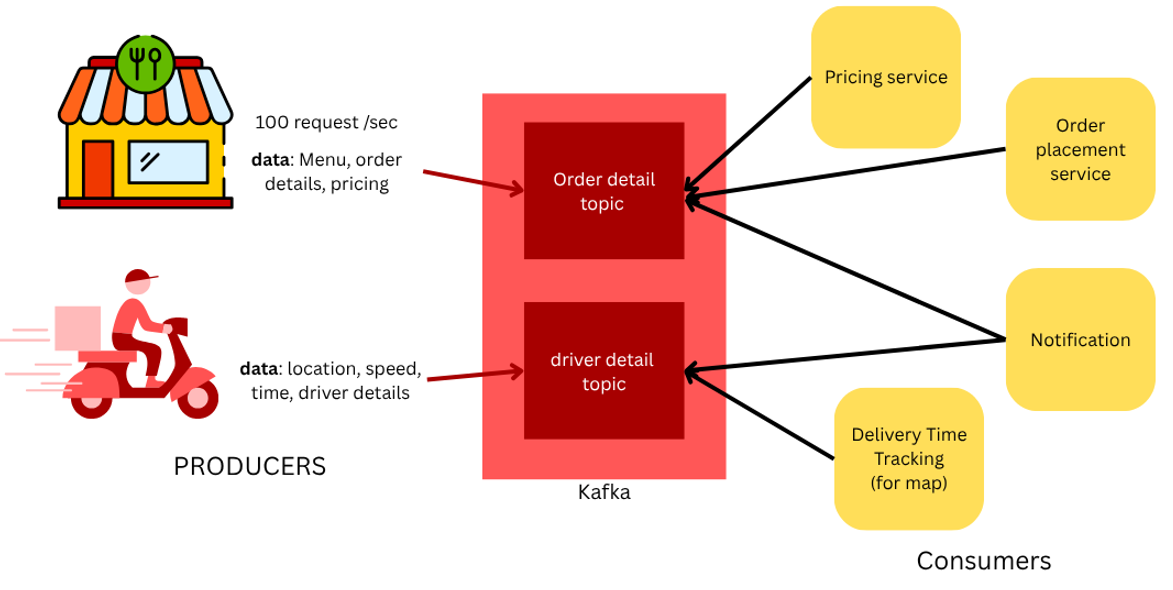 100 request /sec
data: Menu, order
details, pricing
data: location, speed,
time, driver details
PRODUCERS
Order detail
topic
driver detail
topic
Kafka
Pricing service
Order
placement
service
Notification
Delivery Time
Tracking
(for map)
Consumers